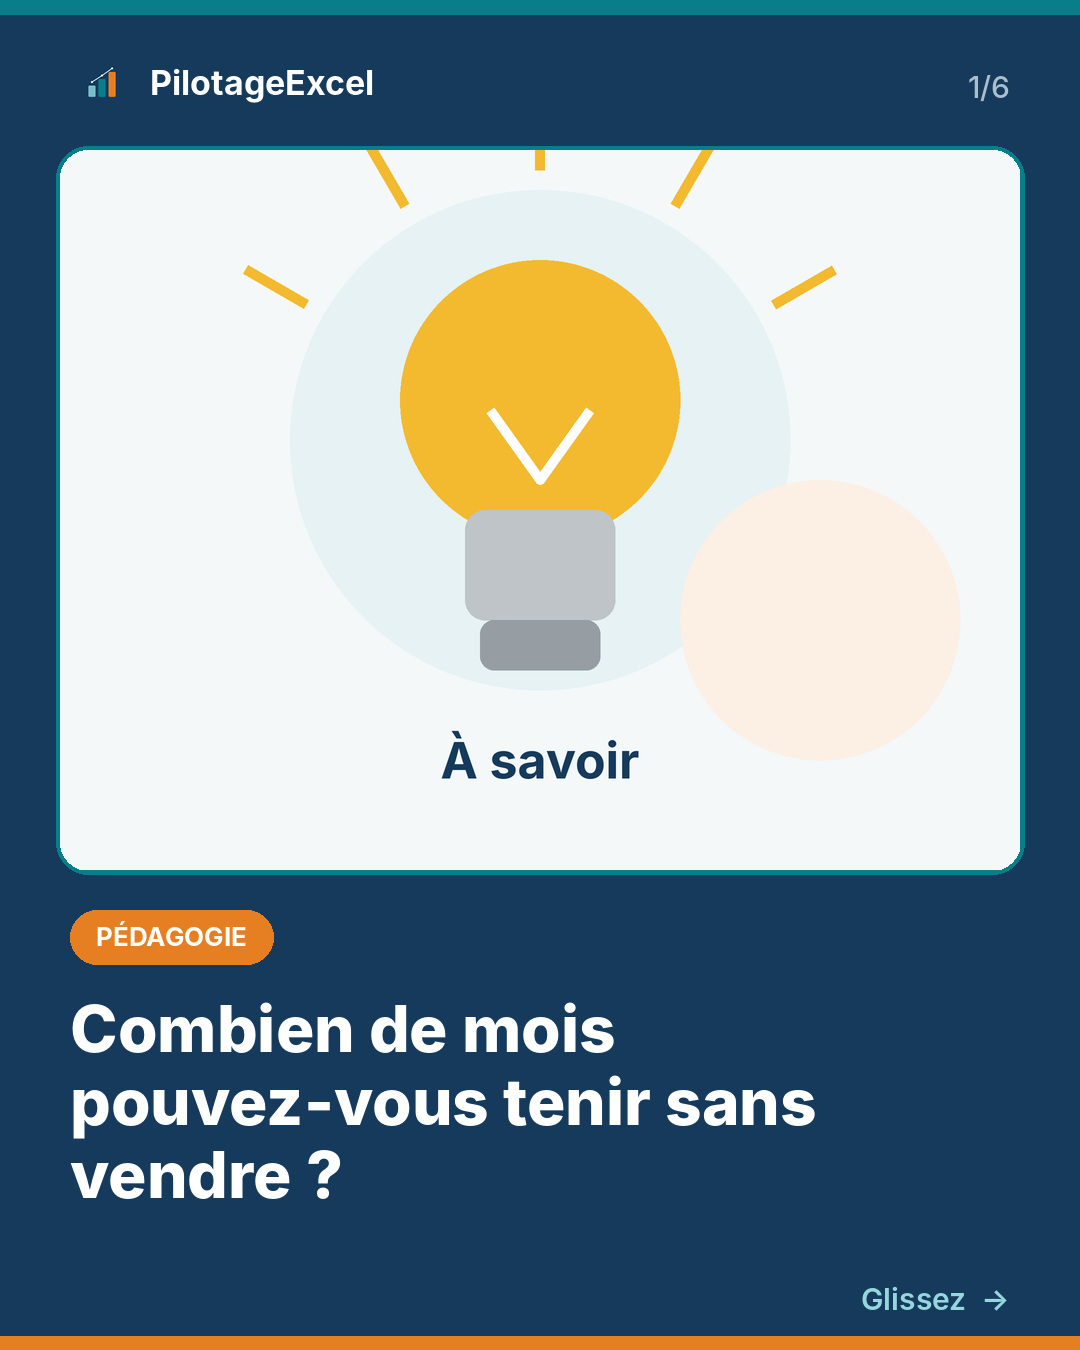 PilotageExcel
1/6
À savoir
PÉDAGOGIE
Combien de mois
pouvez-vous tenir sans
vendre ?
Glissez →